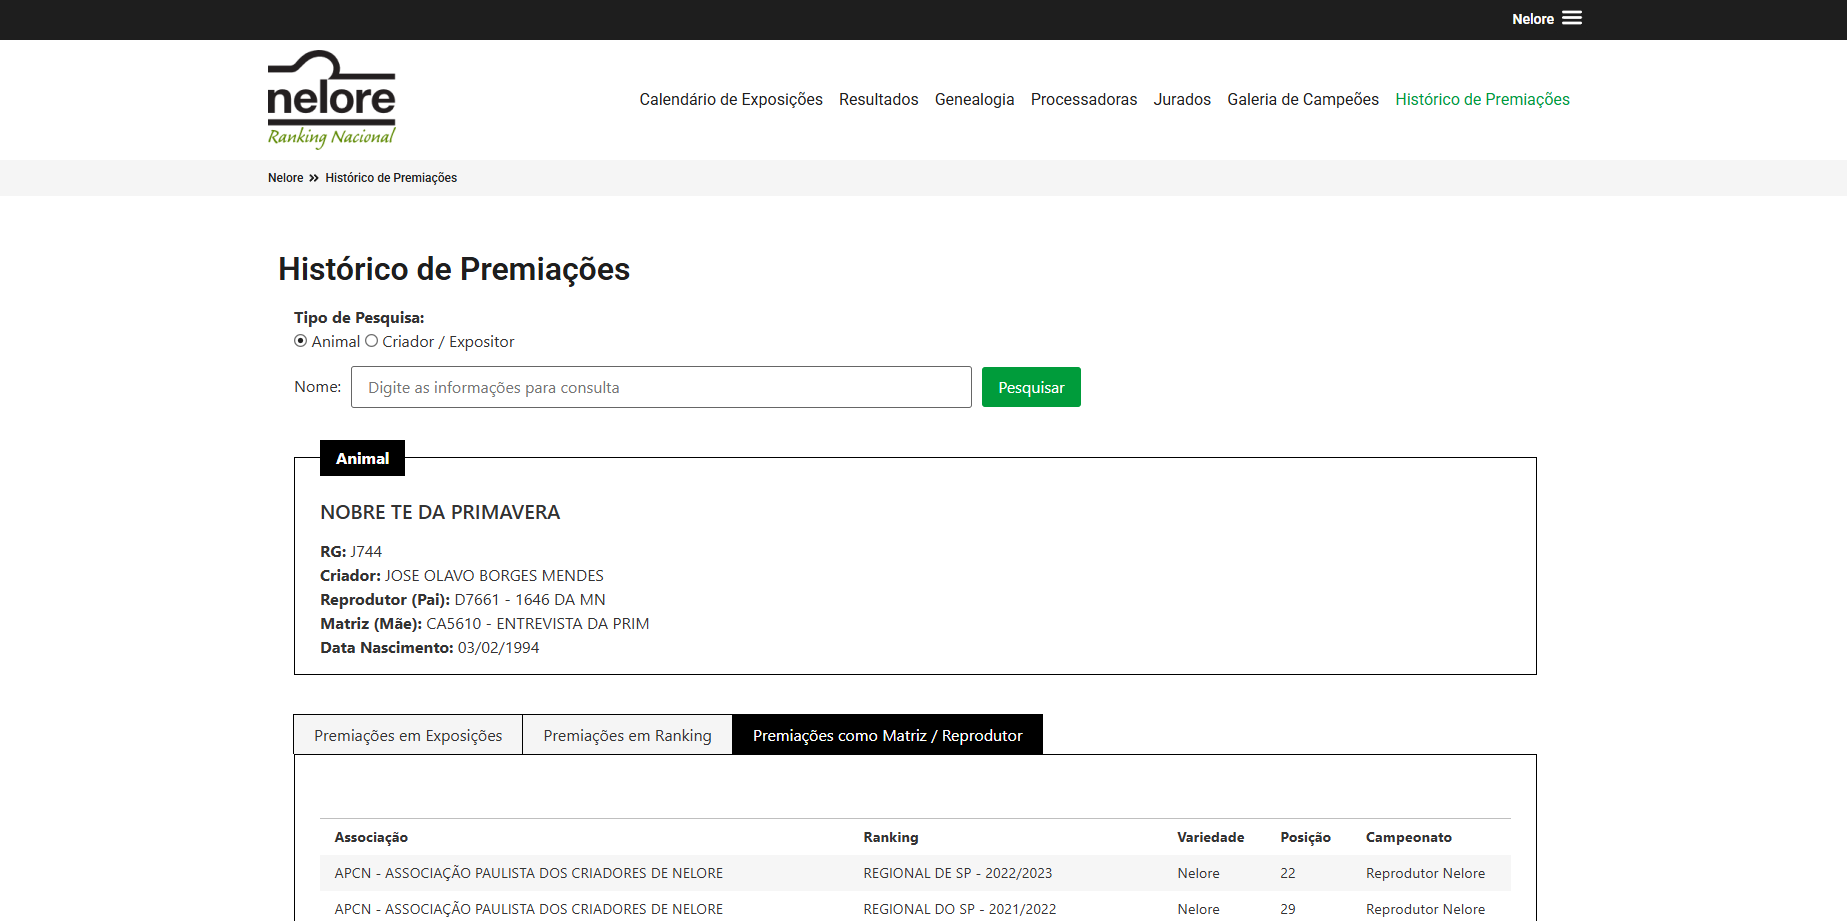 Nelore
nelore
Ranking Nacional
Calendário de Exposições Resultados Genealogia Processadoras Jurados Galeria de Campeões Histórico de Premiações
Nelore » Histórico de Premiações
Histórico de Premiações
Tipo de Pesquisa:
Animal Criador / Expositor
Nome: Digite as informações para consulta Pesquisar
Animal
NOBRE TE DA PRIMAVERA
RG: J744
Criador: JOSE OLAVO BORGES MENDES
Reprodutor (Pai): D7661 - 1646 DA MN
Matriz (Mãe): CA5610 - ENTREVISTA DA PRIM
Data Nascimento: 03/02/1994
Premiações em Exposições Premiações em Ranking Premiações como Matriz / Reprodutor
Associação Ranking Variedade Posição Campeonato
APCN - ASSOCIAÇÃO PAULISTA DOS CRIADORES DE NELORE REGIONAL DE SP - 2022/2023 Nelore 22 Reprodutor Nelore
APCN - ASSOCIAÇÃO PAULISTA DOS CRIADORES DE NELORE REGIONAL DO SP - 2021/2022 Nelore 29 Reprodutor Nelore